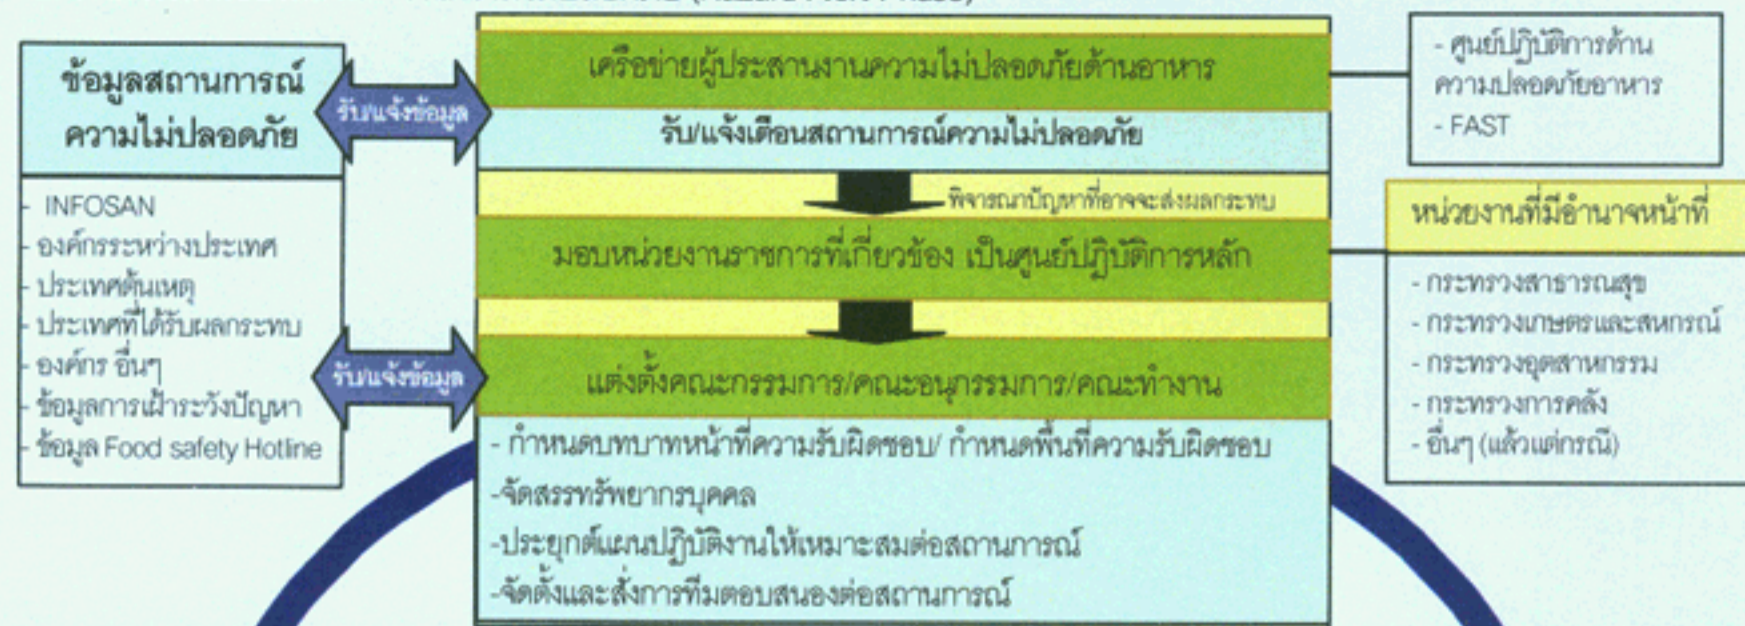 ข้อมูลสถานการณ์
ความไม่ปลอดภัย
- INFOSAN
- องค์กรระหว่างประเทศ
- ประเทศต้นเหตุ
- ประเทศที่ได้รับผลกระทบ
- องค์กร อื่นๆ
- ข้อมูลการเฝ้าระวังปัญหา
- ข้อมูล Food safety Hotline
รับ/แจ้งข้อมูล
รับ/แจ้งข้อมูล
เครือข่ายผู้ประสานงานความไม่ปลอดภัยด้านอาหาร
รับ/แจ้งเตือนสถานการณ์ความไม่ปลอดภัย
พิจารณาปัญหาที่อาจจะส่งผลกระทบ
มอบหน่วยงานราชการที่เกี่ยวข้อง เป็นศูนย์ปฏิบัติการหลัก
แต่งตั้งคณะกรรมการ/คณะอนุกรรมการ/คณะทำงาน
- กำหนดบทบาทหน้าที่ความรับผิดชอบ/ กำหนดพื้นที่ความรับผิดชอบ
-จัดสรรทรัพยากรบุคคล
-ประยุกต์แผนปฏิบัติงานให้เหมาะสมต่อสถานการณ์
-จัดตั้งและสั่งการทีมตอบสนองต่อสถานการณ์
- ศูนย์ปฏิบัติการด้าน
ความปลอดภัยอาหาร
- FAST
หน่วยงานที่มีอำนาจหน้าที่
- กระทรวงสาธารณสุข
- กระทรวงเกษตรและสหกรณ์
- กระทรวงอุตสาหกรรม
- กระทรวงการคลัง
- อื่นๆ (แล้วแต่กรณี)